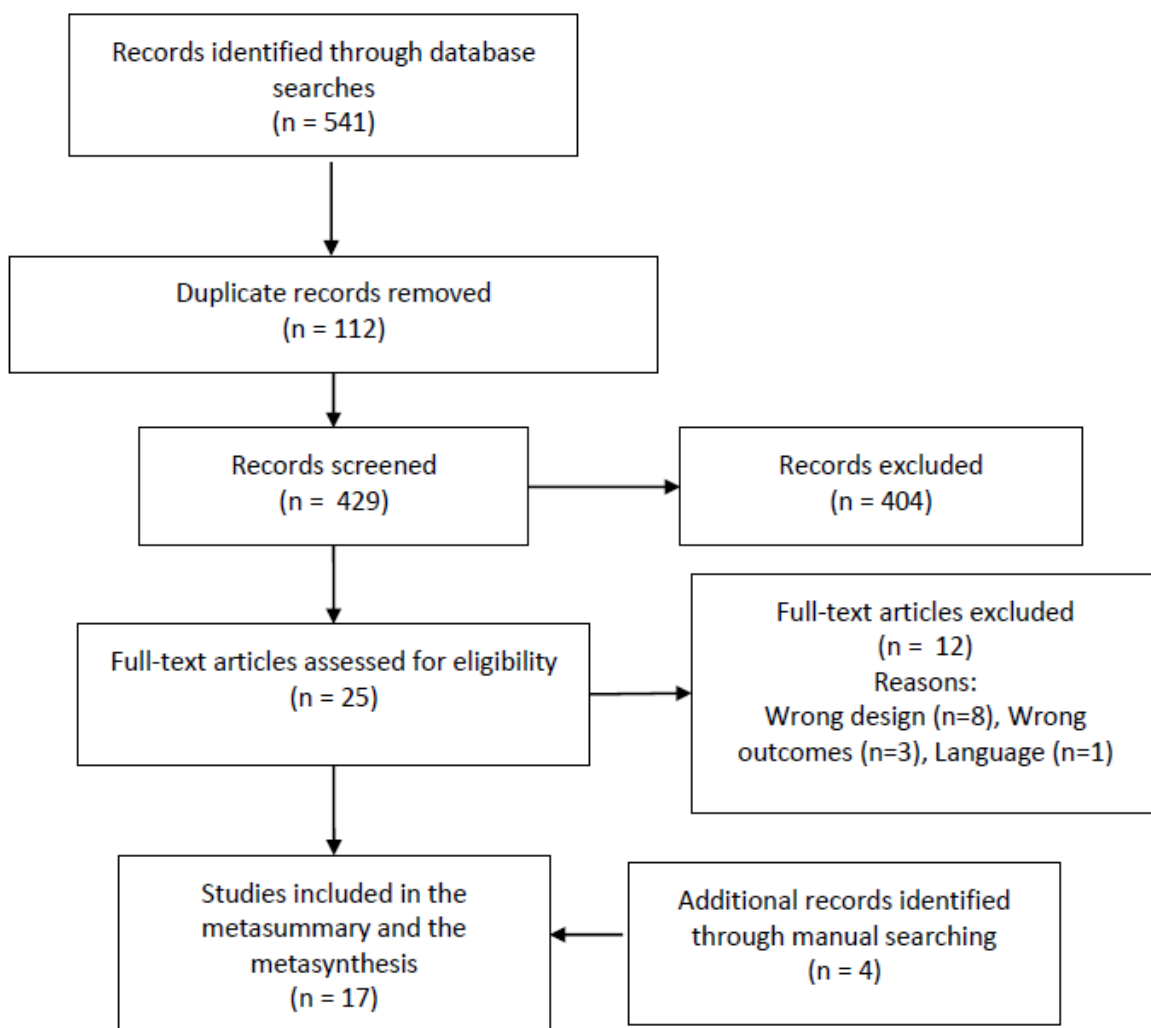 Records identified through database
searches
(n = 541)
Duplicate records removed
(n = 112)
Records screened
(n =  429)
Records excluded
(n = 404)
Full-text articles assessed for eligibility
(n = 25)
Full-text articles excluded
(n =  12)
Reasons:
Wrong design (n=8), Wrong
outcomes (n=3), Language (n=1)
Studies included in the
metasummary and the
metasynthesis
(n = 17)
Additional records identified
through manual searching
(n = 4)